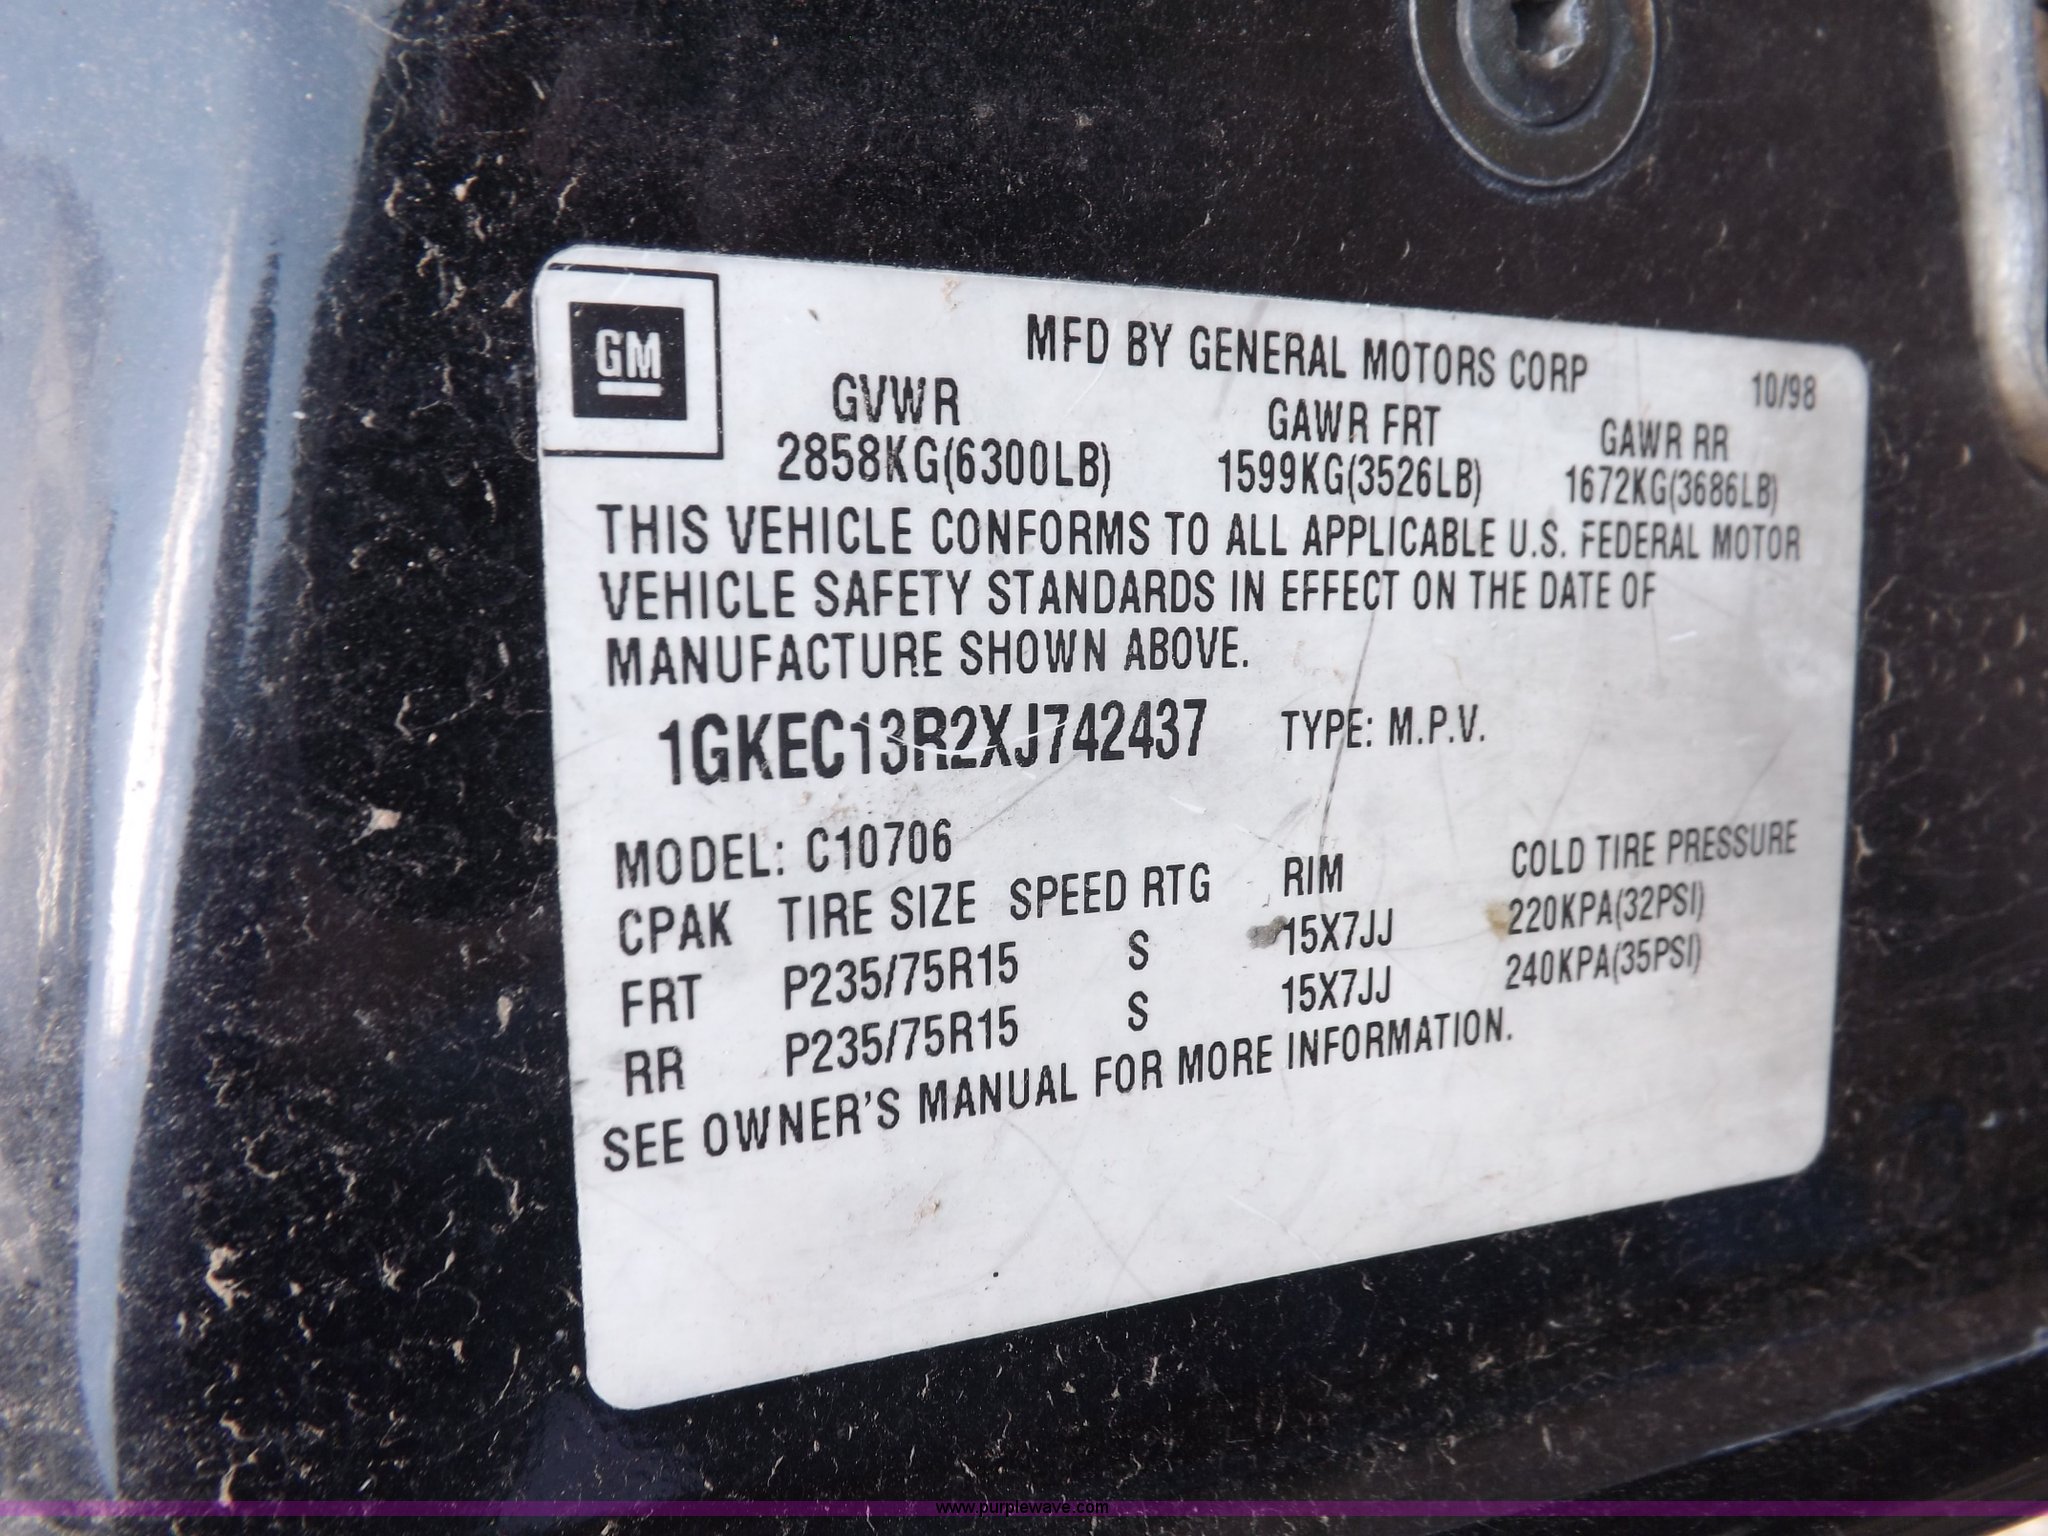 GM
MFD BY GENERAL MOTORS CORP
10/98
GVWR GAWR FRT GAWR RR
2858KG(6300LB) 1599KG(3526LB) 1672KG(3686LB)
THIS VEHICLE CONFORMS TO ALL APPLICABLE U.S. FEDERAL MOTOR
VEHICLE SAFETY STANDARDS IN EFFECT ON THE DATE OF
MANUFACTURE SHOWN ABOVE.
1GKEC13R2XJ742437 TYPE: M.P.V.
MODEL: C10706
CPAK TIRE SIZE SPEED RTG RIM COLD TIRE PRESSURE
FRT P235/75R15 S 15X7JJ 220KPA(32PSI)
RR P235/75R15 S 15X7JJ 240KPA(35PSI)
SEE OWNER'S MANUAL FOR MORE INFORMATION.
www.purplewave.com